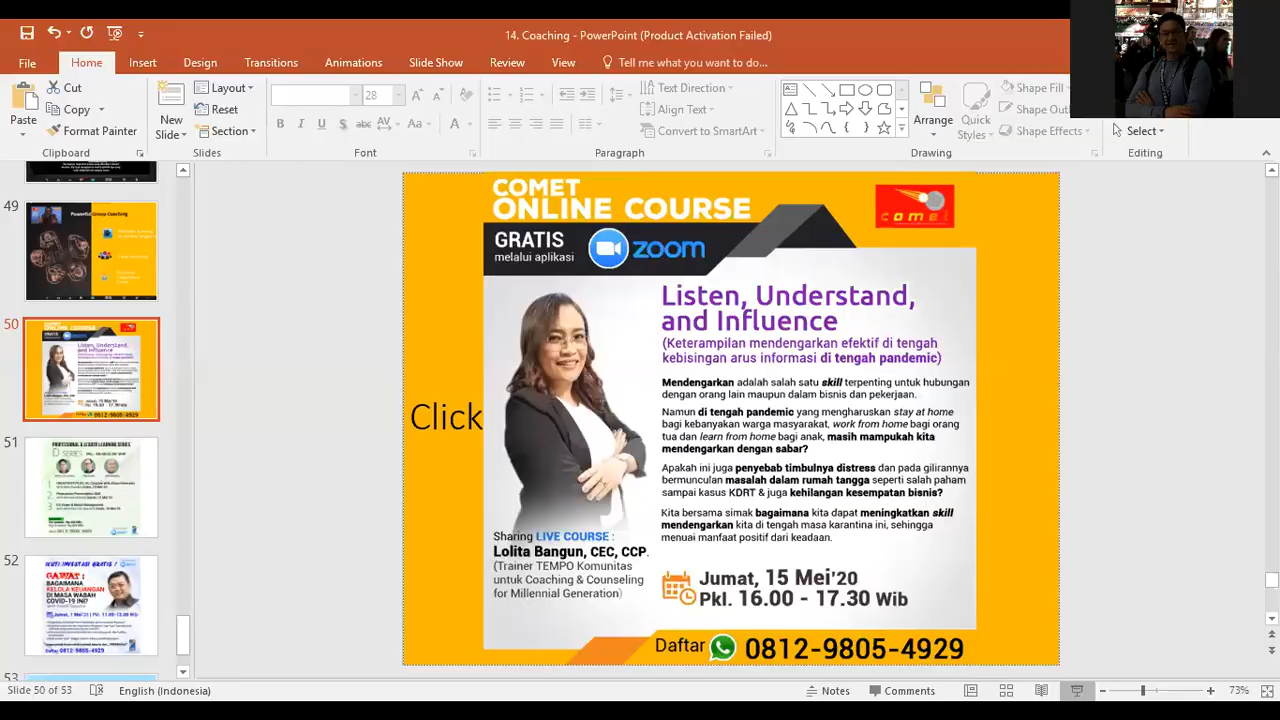 14. Coaching - PowerPoint (Product Activation Failed)
File Home Insert Design Transitions Animations Slide Show Review View Tell me what you want to do...
Cut
Copy
Format Painter
Paste
Clipboard
New
Slide
Layout
Reset
Section
Slides
28
Font
Text Direction
Align Text
Convert to SmartArt
Paragraph
Arrange
Quick
Styles
Shape Fill
Shape Out
Shape Effects
Drawing
Select
Editing
49
50
51
52
53
Click
COMET
ONLINE COURSE
comet
GRATIS
melalui aplikasi
zoom
Listen, Understand,
and Influence
(Keterampilan mendengarkan efektif di tengah
kebisingan arus informasi di tengah pandemic)
Mendengarkan adalah salah satu skill terpenting untuk hubungan
dengan orang lain maupun dalam bisnis dan pekerjaan.
Namun di tengah pandemic yang mengharuskan stay at home
bagi kebanyakan warga masyarakat, work from home bagi orang
tua dan learn from home bagi anak, masih mampukah kita
mendengarkan dengan sabar?
Apakah ini juga penyebab timbulnya distress dan pada gilirannya
bermunculan masalah dalam rumah tangga seperti salah paham
sampai kasus KDRT & juga kehilangan kesempatan bisnis?
Kita bersama simak bagaimana kita dapat meningkatkan skill
mendengarkan kita di tengah masa karantina ini, sehingga
menuai manfaat positif dari keadaan.
Sharing LIVE COURSE :
Lolita Bangun, CEC, CCP.
(Trainer TEMPO Komunitas
untuk Coaching & Counseling
for Millennial Generation)
Jumat, 15 Mei'20
Pkl. 16.00 - 17.30 Wib
Daftar 0812-9805-4929
Slide 50 of 53 English (Indonesia) Notes Comments 73%